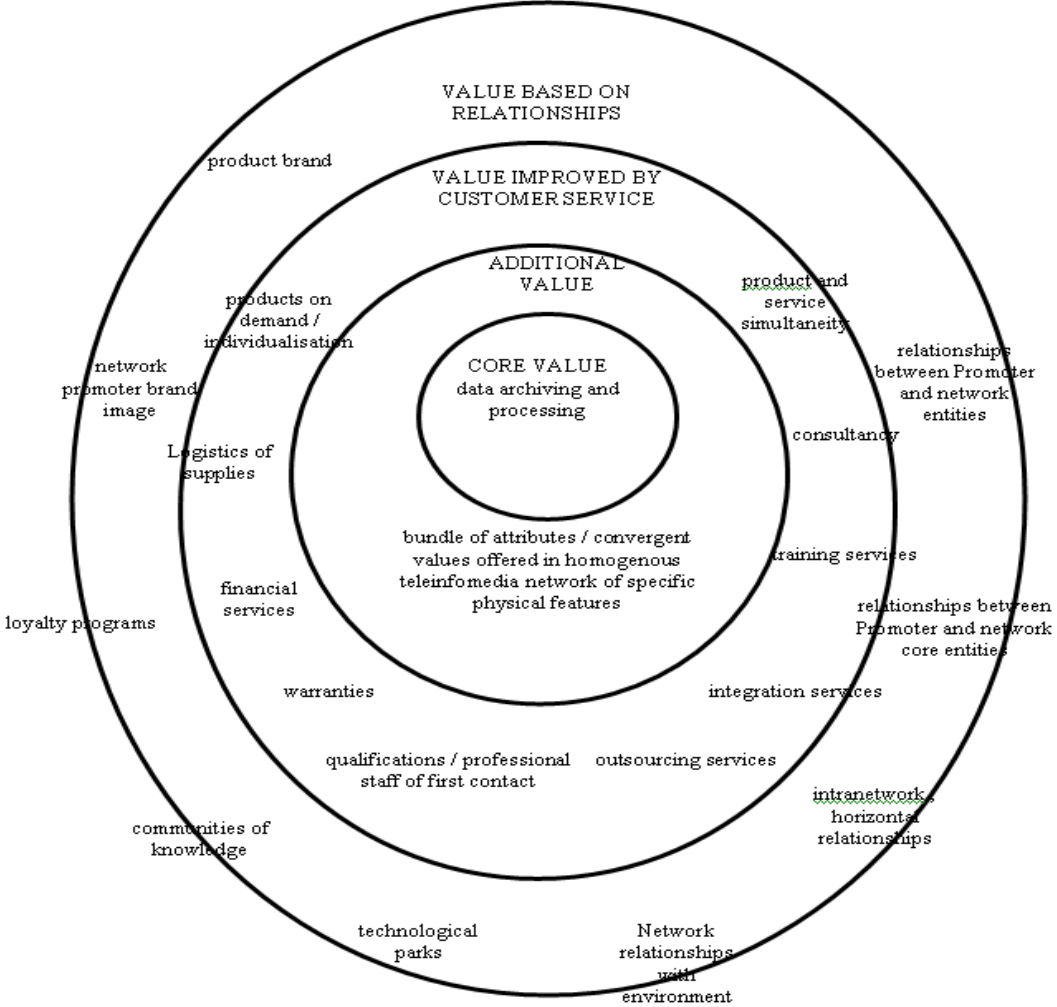 VALUE BASED ON
RELATIONSHIPS
product brand
VALUE IMPROVED BY
CUSTOMER SERVICE
ADDITIONAL
VALUE
product and
service
simultaneity
products on
demand /
individualisation
network
promoter brand
image
CORE VALUE
data archiving and
processing
relationships
between Promoter
and network
entities
Logistics of
supplies
consultancy
bundle of attributes / convergent
values offered in homogenous
teleinfomedia network of specific
physical features
training services
financial
services
loyalty programs
relationships between
Promoter and network
core entities
warranties
integration services
qualifications / professional
staff of first contact
outsourcing services
intranetwork,
horizontal
relationships
communities of
knowledge
technological
parks
Network
relationships
with
environment